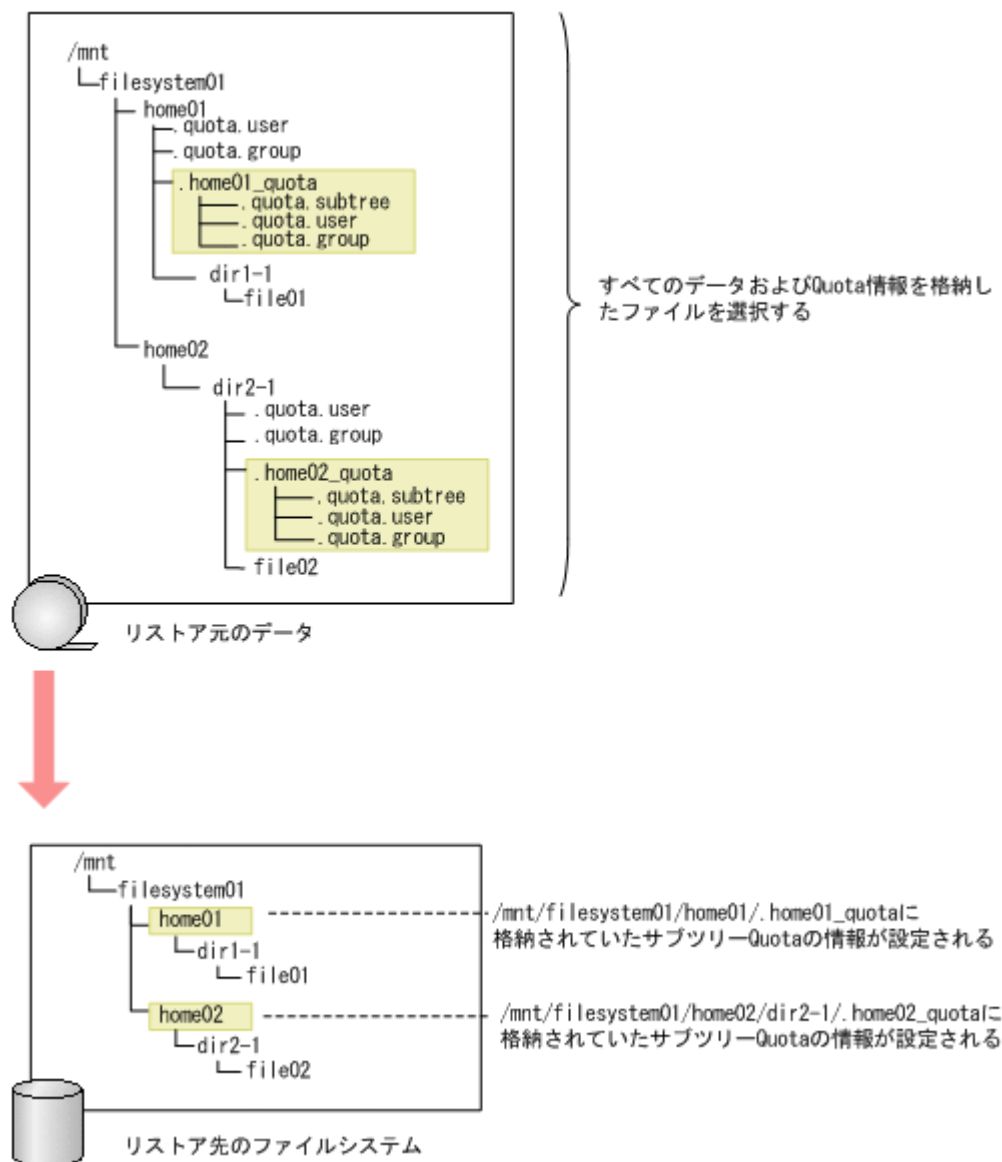 /mnt
filesystem01
home01
.quota.user
.quota.group
.home01_quota
.quota.subtree
.quota.user
.quota.group
dir1-1
file01
home02
dir2-1
.quota.user
.quota.group
.home02_quota
.quota.subtree
.quota.user
.quota.group
file02
すべてのデータおよびQuota情報を格納し
たファイルを選択する
リストア元のデータ
/mnt
filesystem01
home01
dir1-1
file01
home02
dir2-1
file02
/mnt/filesystem01/home01/.home01_quotaに
格納されていたサブツリーQuotaの情報が設定される
/mnt/filesystem01/home02/dir2-1/.home02_quotaに
格納されていたサブツリーQuotaの情報が設定される
リストア先のファイルシステム